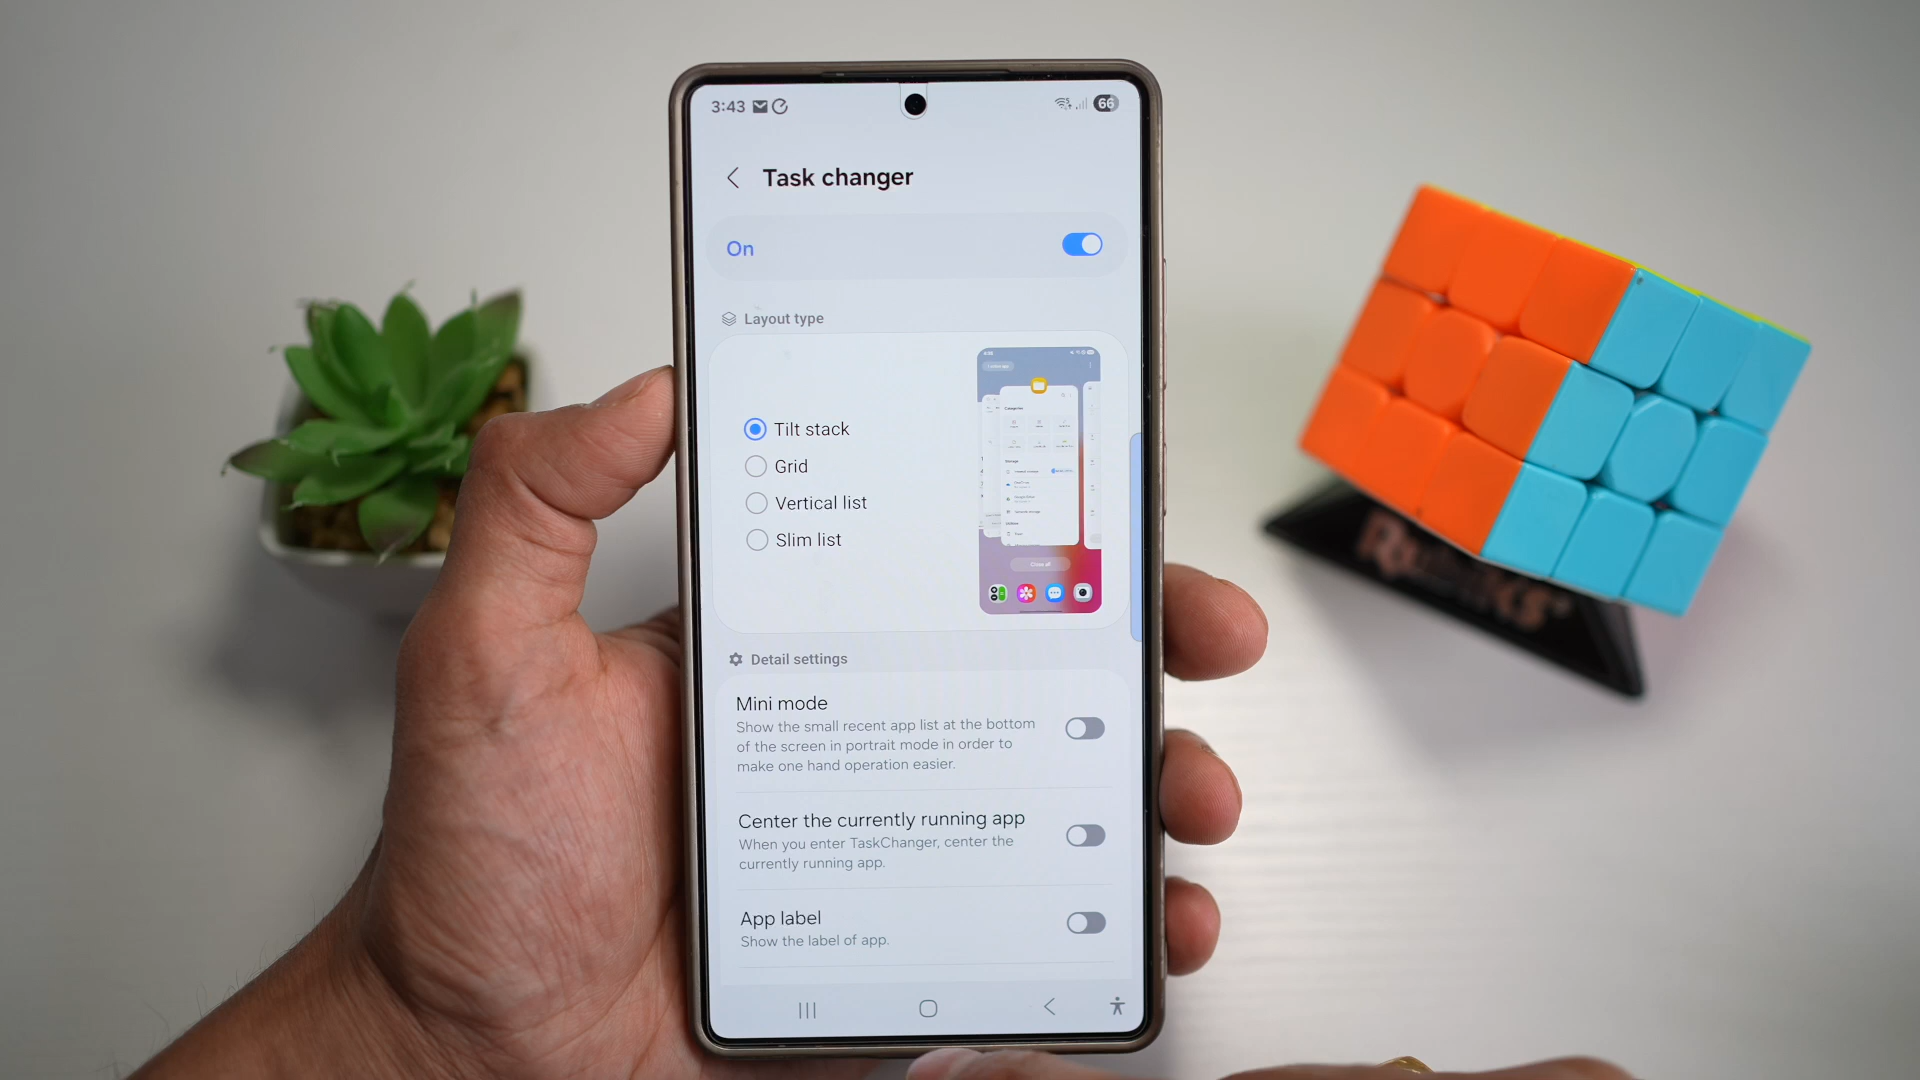 3:43
66
Task changer
On
Layout type
Tilt stack
Grid
Vertical list
Slim list
Close all
Detail settings
Mini mode
Show the small recent app list at the bottom
of the screen in portrait mode in order to
make one hand operation easier.
Center the currently running app
When you enter TaskChanger, center the
currently running app.
App label
Show the label of app.